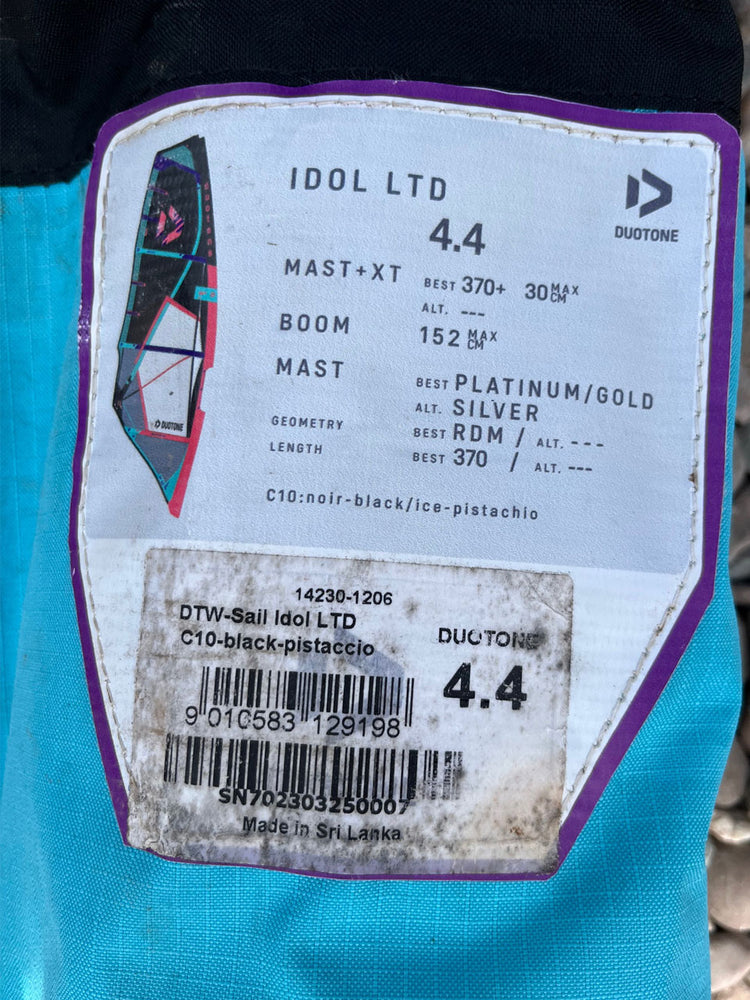 IDOL LTD
DUOTONE
4.4
MAST+XT BEST 370+ 30 MAX CM
ALT. ---
BOOM 152 MAX CM
MAST BEST PLATINUM/GOLD
ALT. SILVER
GEOMETRY BEST RDM / ALT. ---
LENGTH BEST 370 / ALT. ---
C10:noir-black/ice-pistachio
DUOTONE
14230-1206
DTW-Sail Idol LTD
C10-black-pistaccio
DUOTONE
4.4
9 010583 129198
SN702303250007
Made in Sri Lanka